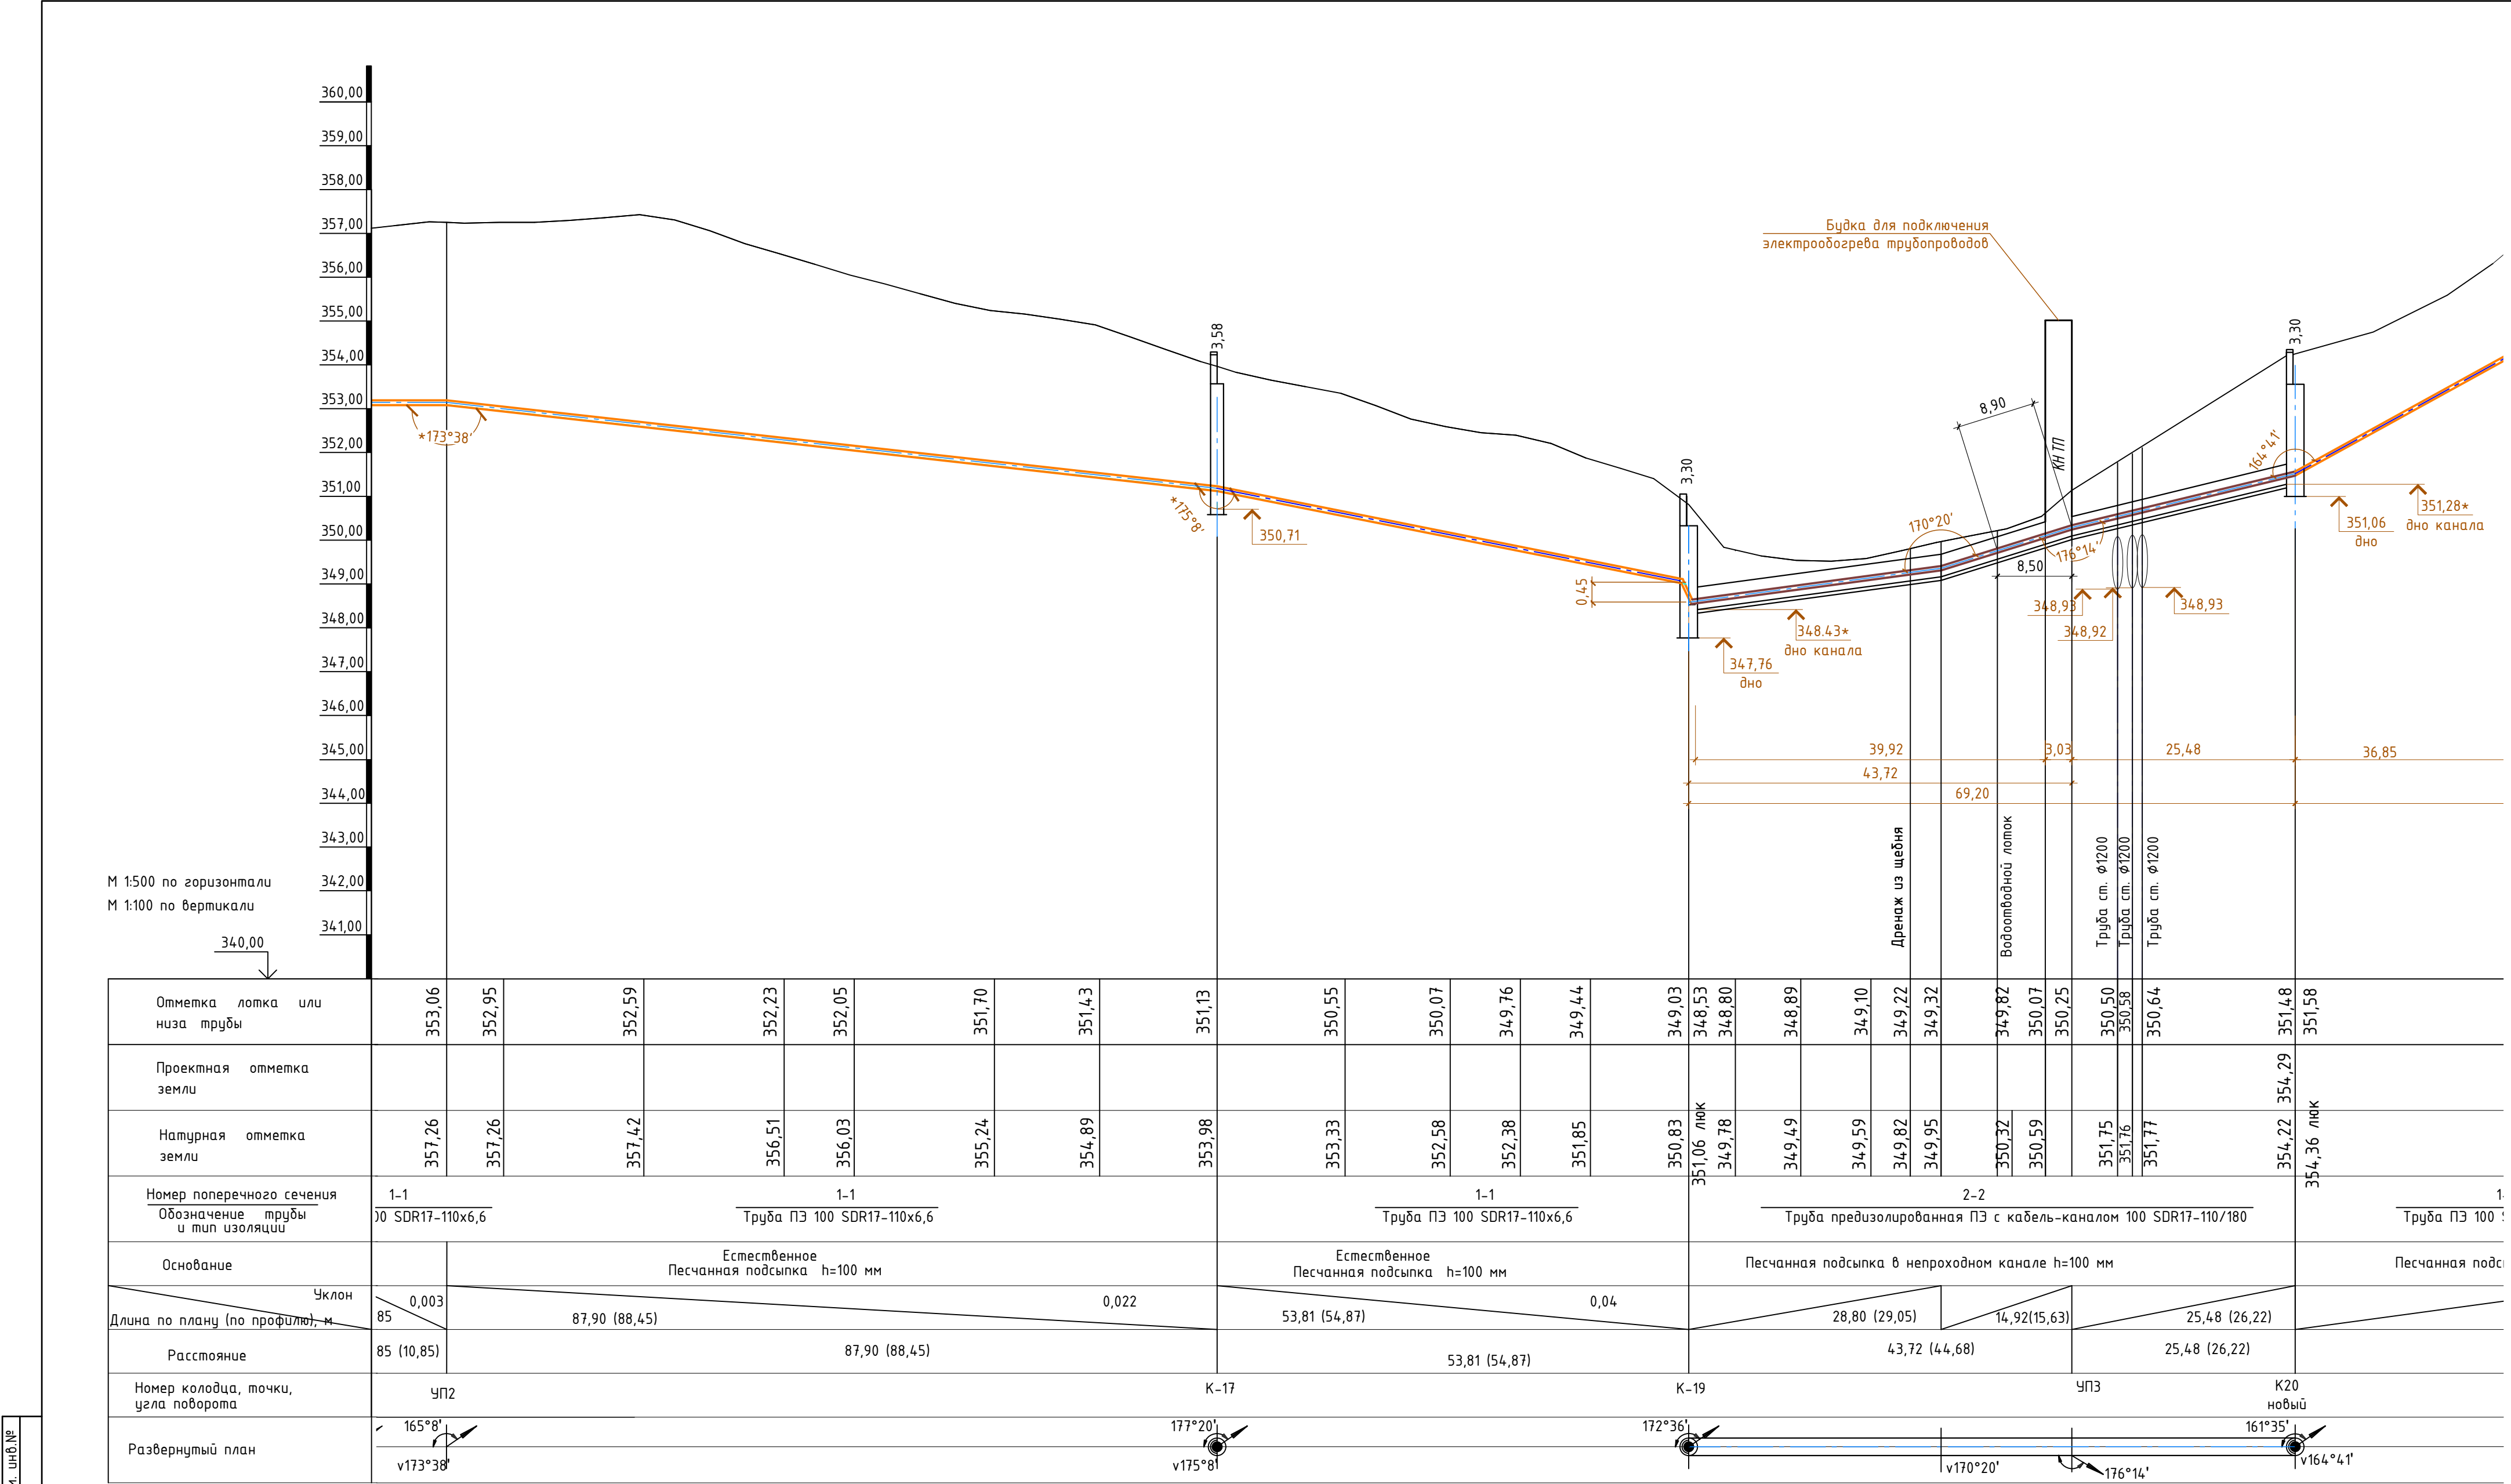 360,00
359,00
358,00
357,00
356,00
355,00
354,00
353,00
352,00
351,00
350,00
349,00
348,00
347,00
346,00
345,00
344,00
343,00
342,00
341,00
340,00
М 1:500 по горизонтали
М 1:100 по вертикали
*173°38'
3,58
*175°8'
350,71
3,30
0,45
347,76
дно
348.43*
дно канала
Будка для подключения
электрообогрева трубопроводов
8,90
КН ТП
170°20'
176°14'
8,50
348,93
348,92
348,93
3,30
164°41'
351,28*
дно канала
351,06
дно
39,92
3,03
25,48
36,85
43,72
69,20
Дренаж из щебня
Водоотводной лоток
Труба ст. ф1200
Труба ст. ф1200
Труба ст. ф1200
Отметка лотка или
низа трубы
353,06 352,95 352,59 352,23 352,05 351,70 351,43 351,13 350,55 350,07 349,76 349,44 349,03 348,53 348,80 348,89 349,10 349,22 349,32 349,82 350,07 350,25 350,50 350,58 350,64 351,48 351,58
Проектная отметка
земли
354,29
Натурная отметка
земли
357,26 357,26 357,42 356,51 356,03 355,24 354,89 353,98 353,33 352,58 352,38 351,85 350,83 351,06 люк 349,78 349,49 349,59 349,82 349,95 350,32 350,59 351,75 351,76 351,77 354,22 354,36 люк
Номер поперечного сечения
Обозначение трубы
и тип изоляции
1-1
00 SDR17-110х6,6
1-1
Труба ПЭ 100 SDR17-110х6,6
1-1
Труба ПЭ 100 SDR17-110х6,6
2-2
Труба предизолированная ПЭ с кабель-каналом 100 SDR17-110/180
Труба ПЭ 100
Основание
Естественное
Песчанная подсыпка h=100 мм
Естественное
Песчанная подсыпка h=100 мм
Песчанная подсыпка в непроходном канале h=100 мм
Песчанная подс
Уклон
Длина по плану (по профилю), м
0,003
85
0,022
87,90 (88,45)
0,04
53,81 (54,87)
28,80 (29,05)
14,92(15,63)
25,48 (26,22)
Расстояние
85 (10,85)
87,90 (88,45)
53,81 (54,87)
43,72 (44,68)
25,48 (26,22)
Номер колодца, точки,
угла поворота
УП2
К-17
К-19
УП3
К20
новый
Развернутый план
165°8'
v173°38'
177°20'
v175°8'
172°36'
v170°20'
176°14'
161°35'
v164°41'
инв.№